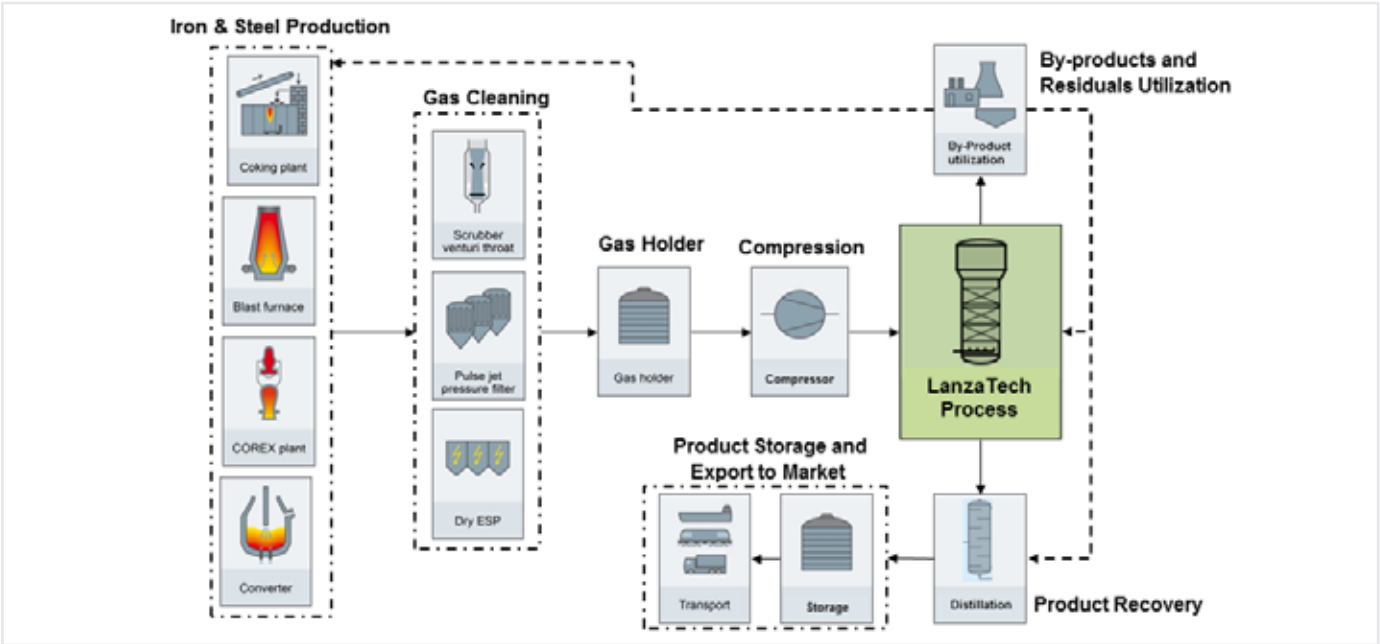 Iron & Steel Production
Coking plant
Blast furnace
COREX plant
Converter
Gas Cleaning
Scrubber
venturi throat
Pulse jet
pressure filter
Dry ESP
Gas Holder
Gas holder
Compression
Compressor
By-products and
Residuals Utilization
By-Product
utilization
LanzaTech
Process
Product Storage and
Export to Market
Transport
Storage
Distillation
Product Recovery